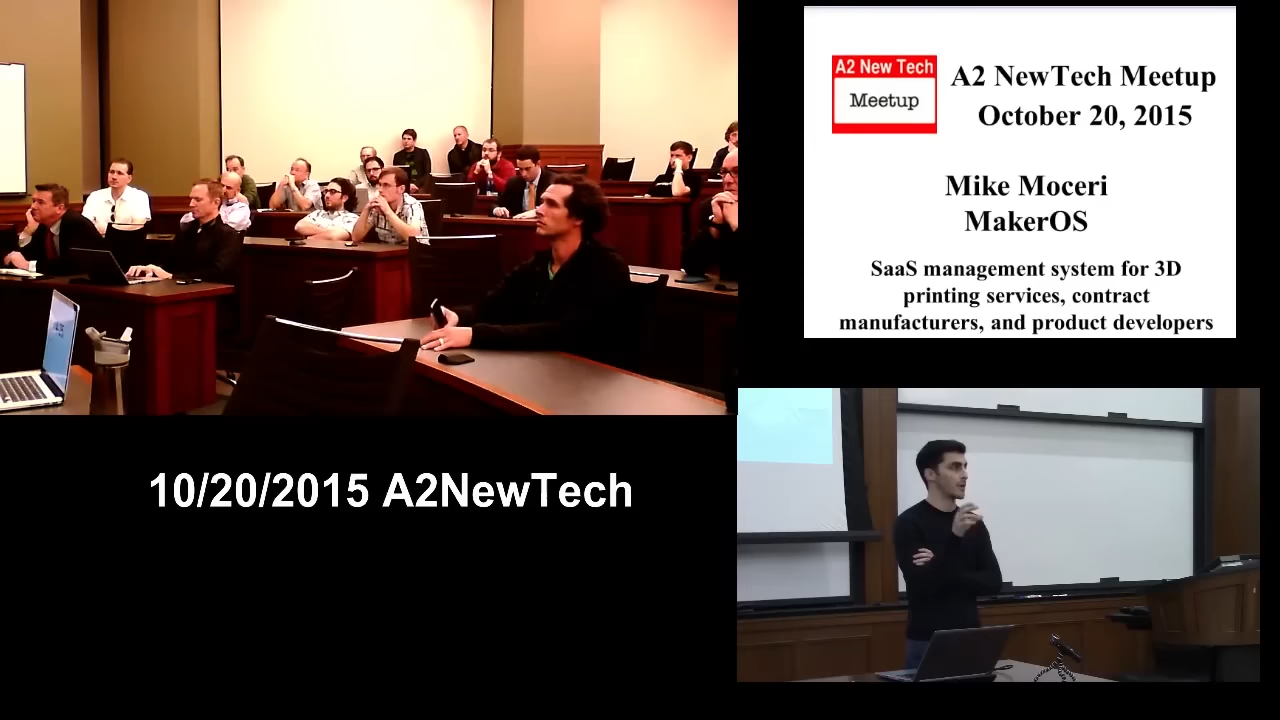 A2 New Tech
Meetup
A2 NewTech Meetup
October 20, 2015
Mike Moceri
MakerOS
SaaS management system for 3D
printing services, contract
manufacturers, and product developers
10/20/2015 A2NewTech